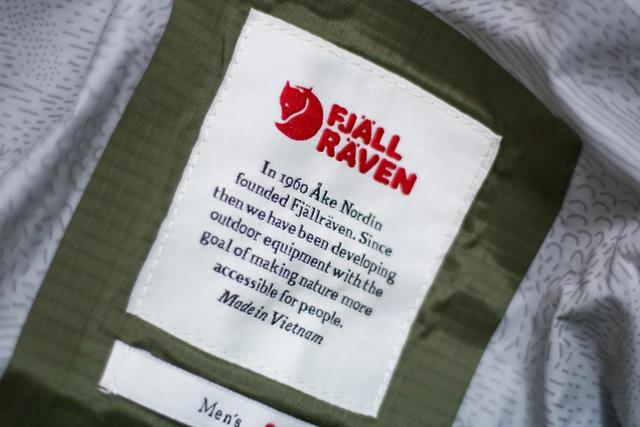 FJÄLL
RÄVEN
In 1960 Åke Nordin
founded Fjällräven. Since
then we have been developing
outdoor equipment with the
goal of making nature more
accessible for people.
Made in Vietnam
Men's